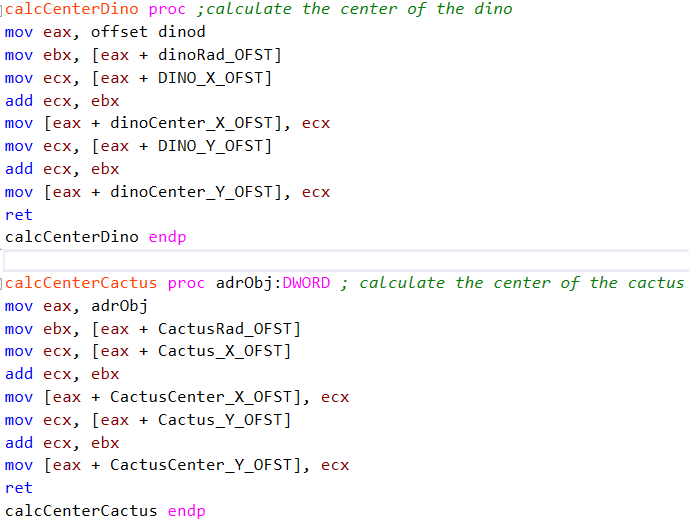 calcCenterDino proc ;calculate the center of the dino
mov eax, offset dinod
mov ebx, [eax + dinoRad_OFST]
mov ecx, [eax + DINO_X_OFST]
add ecx, ebx
mov [eax + dinoCenter_X_OFST], ecx
mov ecx, [eax + DINO_Y_OFST]
add ecx, ebx
mov [eax + dinoCenter_Y_OFST], ecx
ret
calcCenterDino endp
calcCenterCactus proc adrObj:DWORD ; calculate the center of the cactus
mov eax, adrObj
mov ebx, [eax + CactusRad_OFST]
mov ecx, [eax + Cactus_X_OFST]
add ecx, ebx
mov [eax + CactusCenter_X_OFST], ecx
mov ecx, [eax + Cactus_Y_OFST]
add ecx, ebx
mov [eax + CactusCenter_Y_OFST], ecx
ret
calcCenterCactus endp